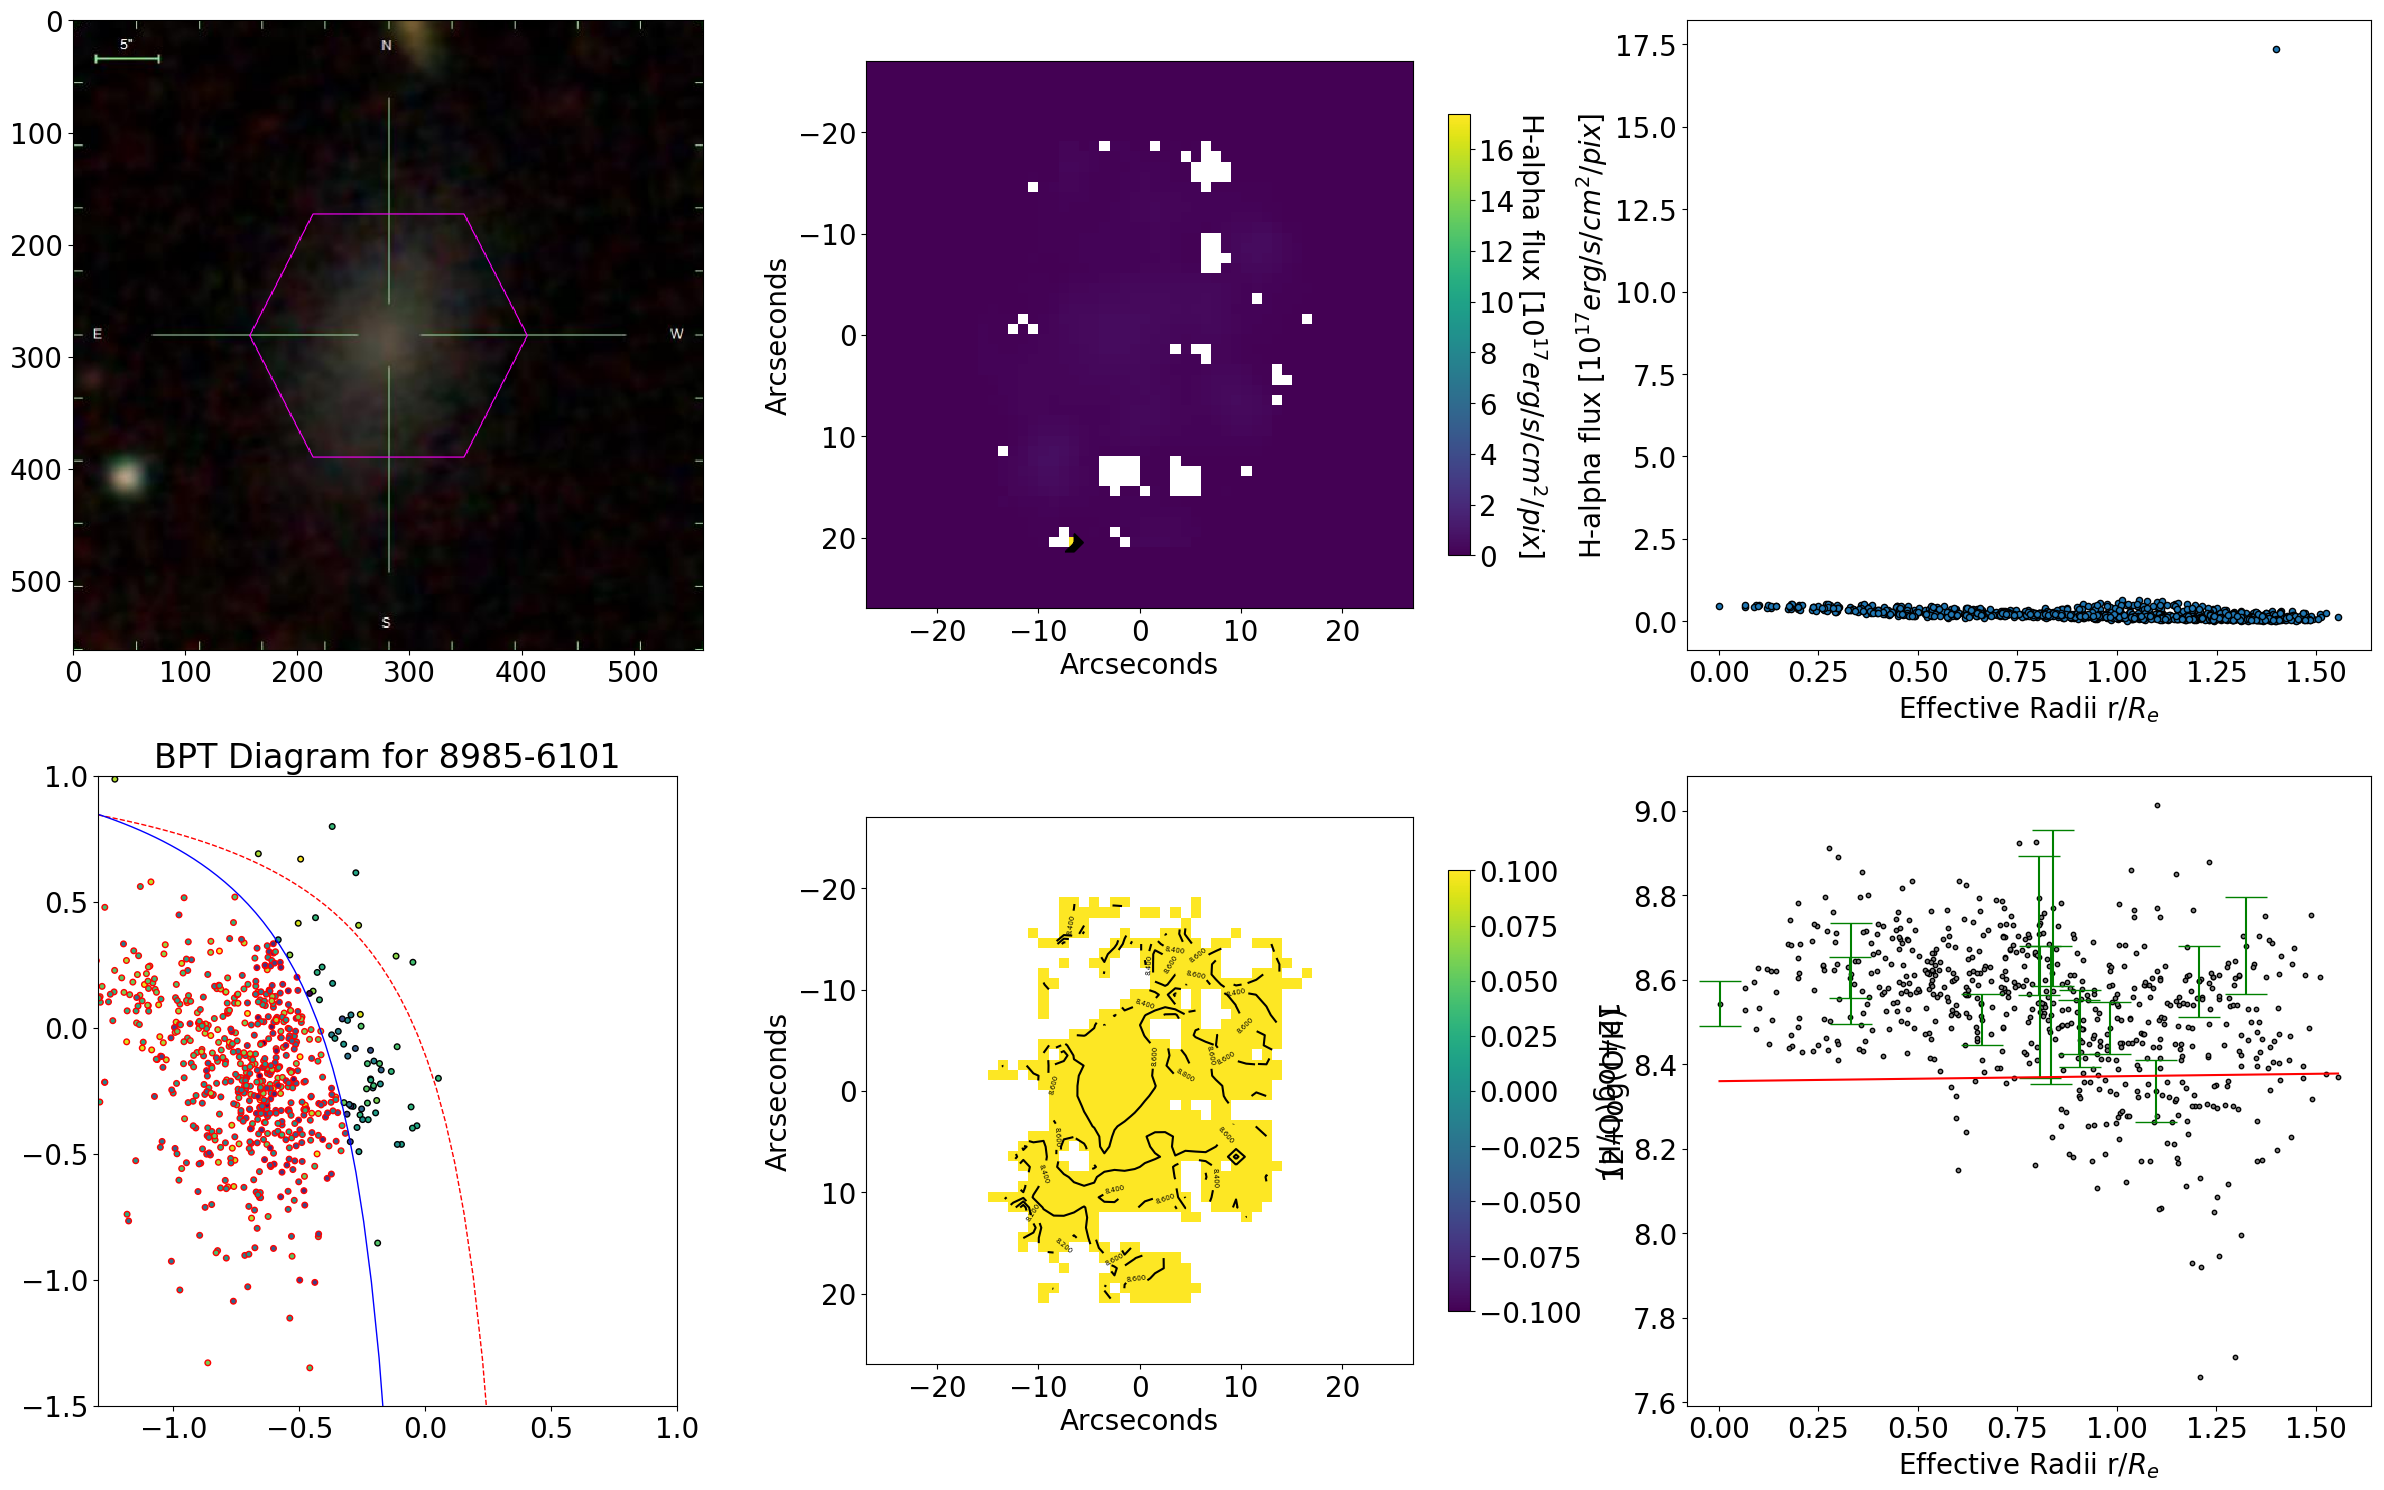 5"
N
E
W
S
0
100
200
300
400
500
0 100 200 300 400 500
Arcseconds
−20
−10
0
10
20
−20 −10 0 10 20
Arcseconds
16
14
12
10
8
6
4
2
0
H-alpha flux [10^17 erg/s/cm^2/pix]
H-alpha flux [10^17 erg/s/cm^2/pix]
17.5
15.0
12.5
10.0
7.5
5.0
2.5
0.0
0.00 0.25 0.50 0.75 1.00 1.25 1.50
Effective Radii r/R_e
BPT Diagram for 8985-6101
1.0
0.5
0.0
−0.5
−1.0
−1.5
−1.0 −0.5 0.0 0.5 1.0
Arcseconds
−20
−10
0
10
20
−20 −10 0 10 20
Arcseconds
0.100
0.075
0.050
0.025
0.000
−0.025
−0.050
−0.075
−0.100
12+log(O/H)
12+log(O/H)
9.0
8.8
8.6
8.4
8.2
8.0
7.8
7.6
0.00 0.25 0.50 0.75 1.00 1.25 1.50
Effective Radii r/R_e